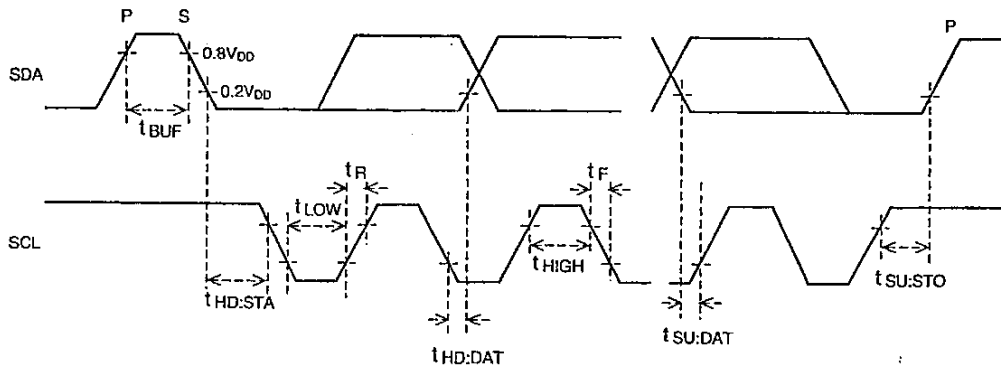 P S P
0.8VDD
SDA
0.2VDD
tBUF
tR tF
tLOW
SCL
tHIGH
tHD:STA tSU:STO
tHD:DAT tSU:DAT